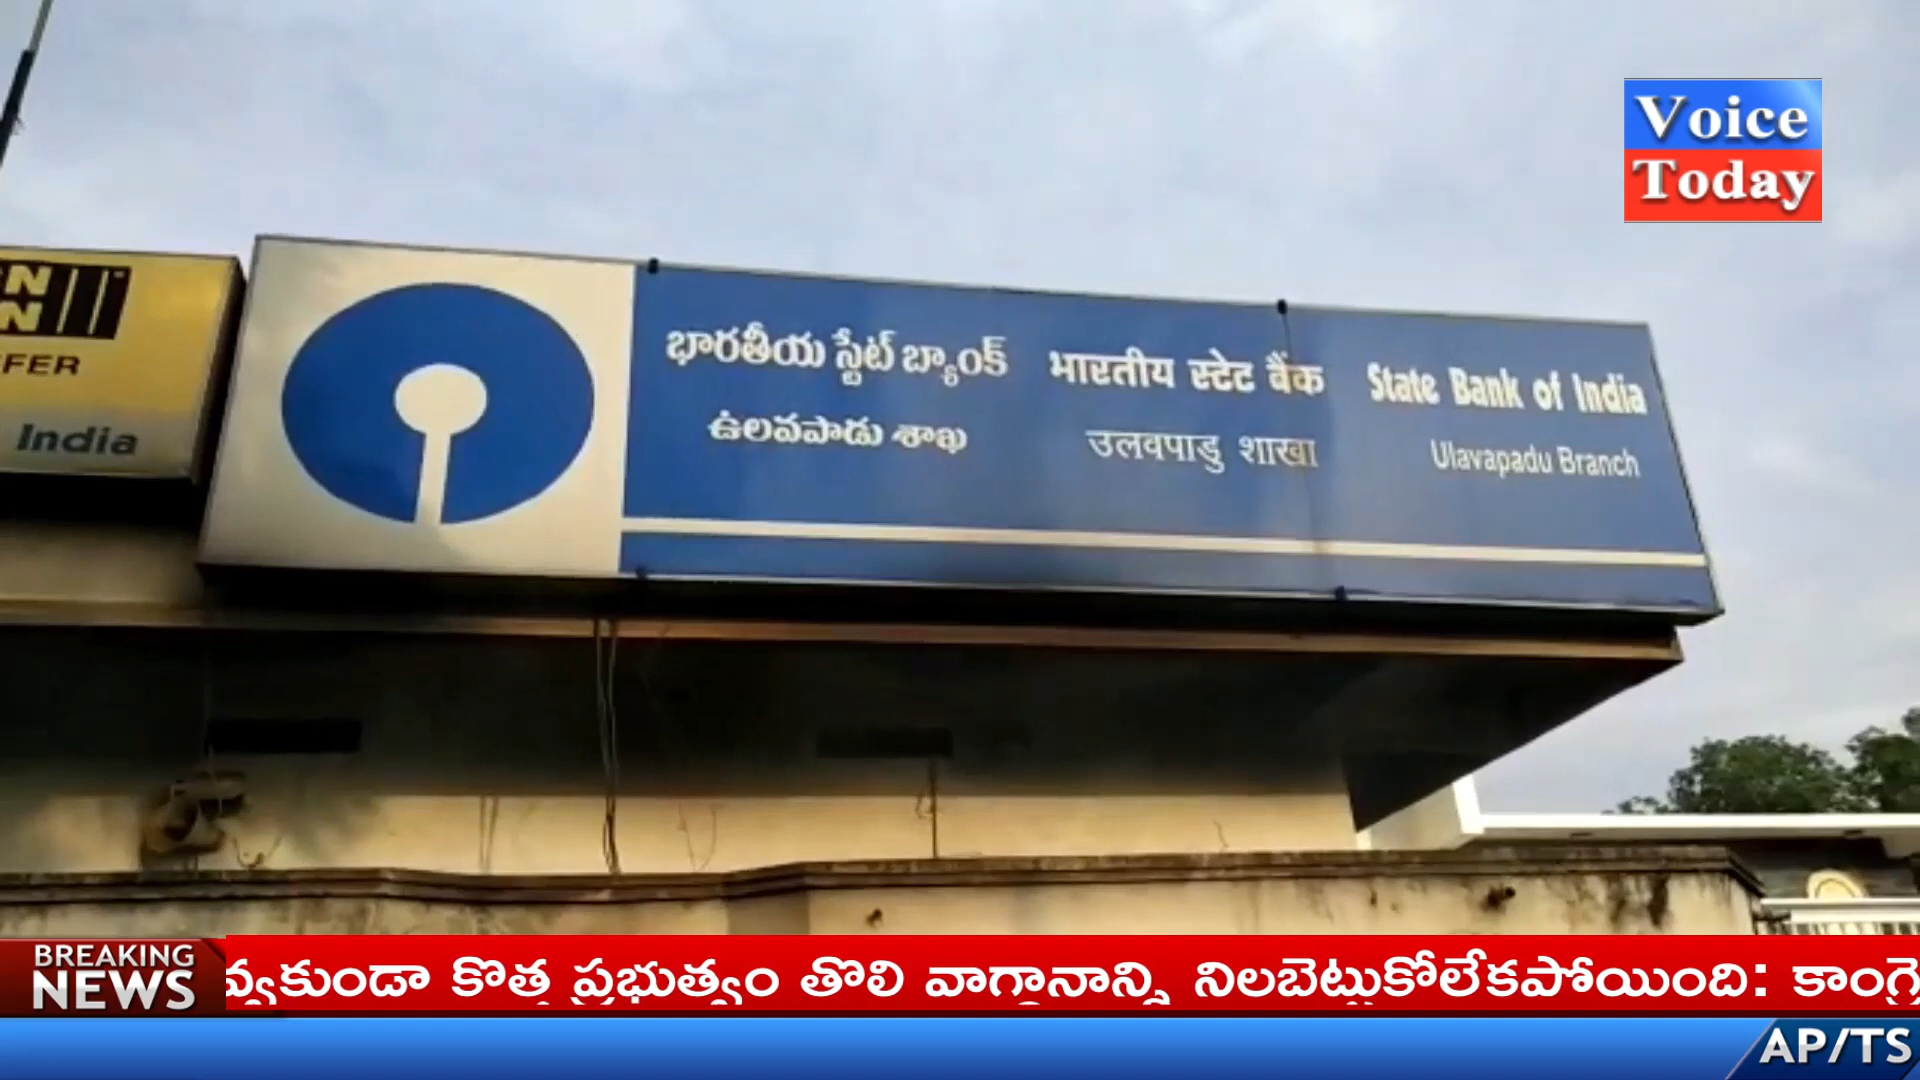 Voice
Today
N
N
FER
India
భారతీయ స్టేట్ బ్యాంక్ भारतीय स्टेट बैंक State Bank of India
ఉలవపాడు శాఖ उलवपाडु शाखा Ulavapadu Branch
BREAKING
NEWS
వ్వకుండా కొత్త ప్రభుత్వం తొలి వాగ్దానాన్ని నిలబెట్టుకోలేకపోయింది: కాంగ్రె
AP/TS